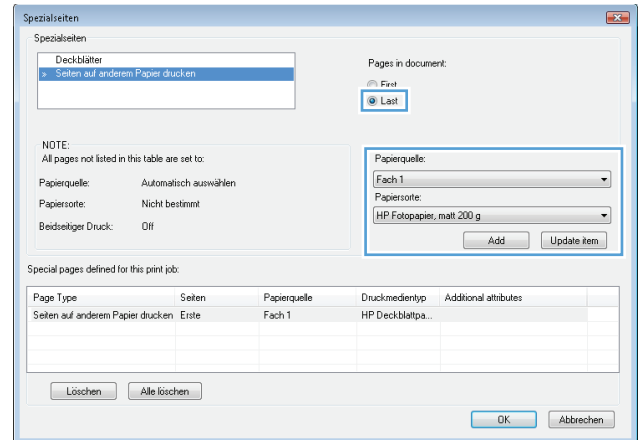 Spezialseiten
Spezialseiten
Deckblätter
» Seiten auf anderem Papier drucken
Pages in document:
First
Last
NOTE:
All pages not listed in this table are set to:
Papierquelle: Automatisch auswählen
Papiersorte: Nicht bestimmt
Beidseitiger Druck: Off
Papierquelle:
Fach 1
Papiersorte:
HP Fotopapier, matt 200 g
Add Update item
Special pages defined for this print job:
Page Type Seiten Papierquelle Druckmedientyp Additional attributes
Seiten auf anderem Papier drucken Erste Fach 1 HP Deckblattpa...
Löschen Alle löschen
OK Abbrechen